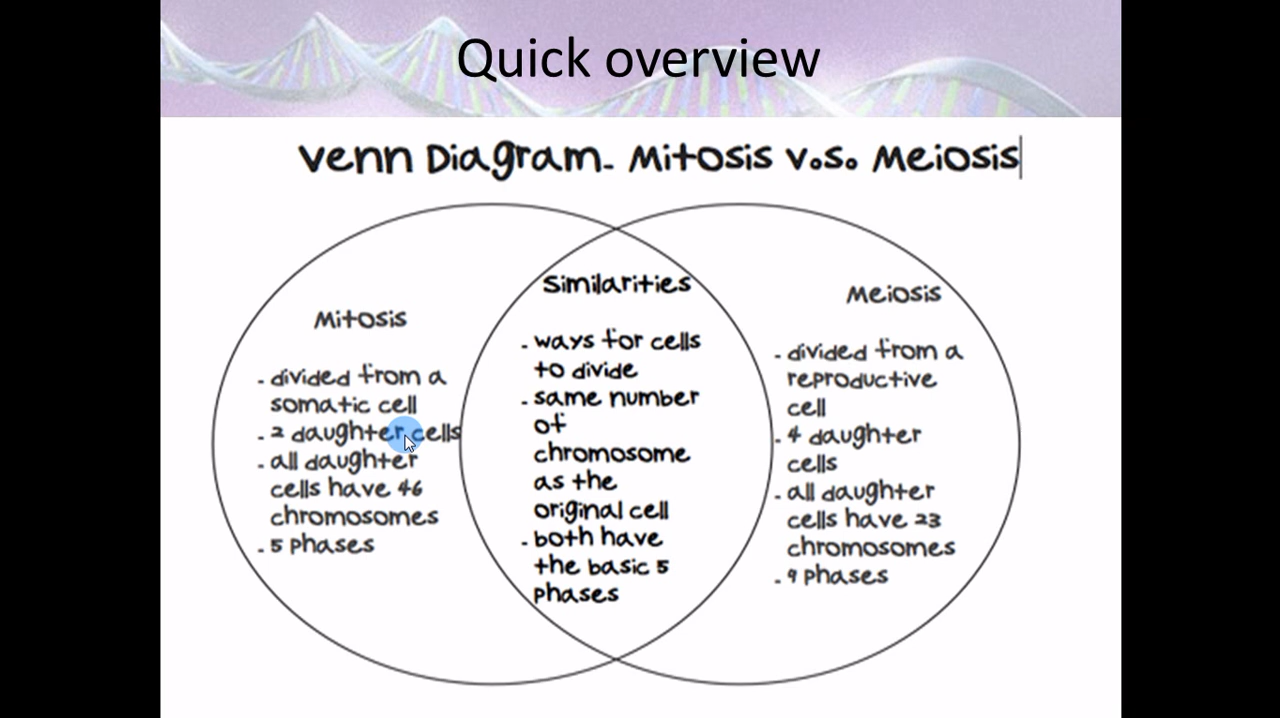 Quick overview
Venn Diagram- Mitosis v.s. Meiosis
Mitosis
- divided from a
somatic cell
- 2 daughter cells
- all daughter
cells have 46
chromosomes
- 5 phases
Similarities
- ways for cells
to divide
- same number
of
chromosome
as the
original cell
- both have
the basic 5
phases
Meiosis
- divided from a
reproductive
cell
- 4 daughter
cells
- all daughter
cells have 23
chromosomes
- 9 phases